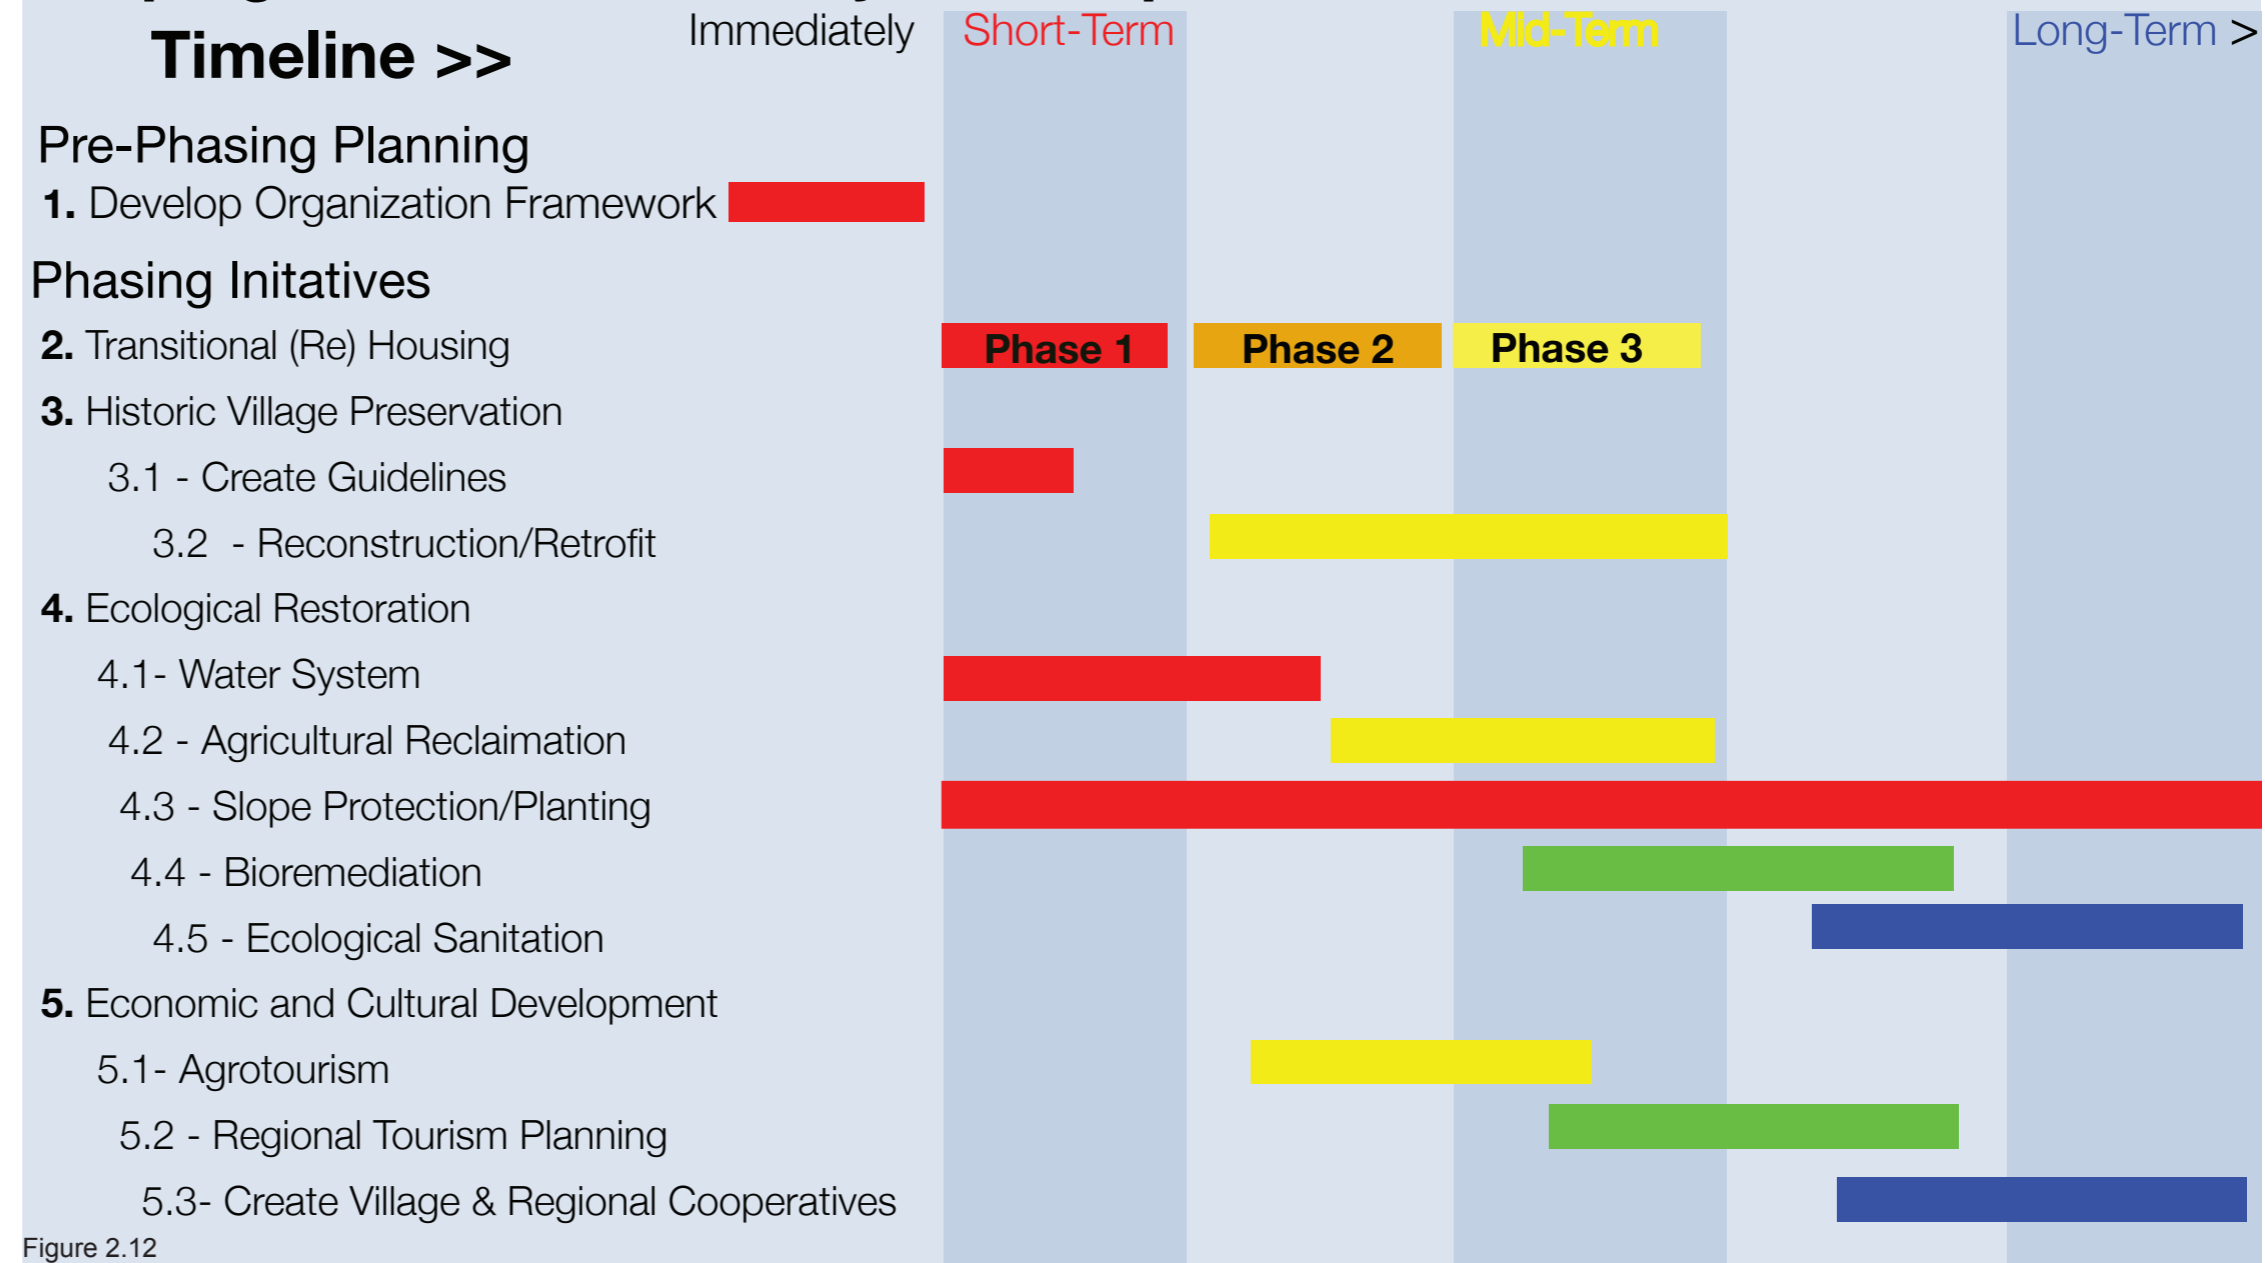 Immediately Short-Term Mid-Term Long-Term >
Timeline >>
Pre-Phasing Planning
1. Develop Organization Framework
Phasing Initatives
2. Transitional (Re) Housing Phase 1 Phase 2 Phase 3
3. Historic Village Preservation
3.1 - Create Guidelines
3.2 - Reconstruction/Retrofit
4. Ecological Restoration
4.1- Water System
4.2 - Agricultural Reclaimation
4.3 - Slope Protection/Planting
4.4 - Bioremediation
4.5 - Ecological Sanitation
5. Economic and Cultural Development
5.1- Agrotourism
5.2 - Regional Tourism Planning
5.3- Create Village & Regional Cooperatives
Figure 2.12